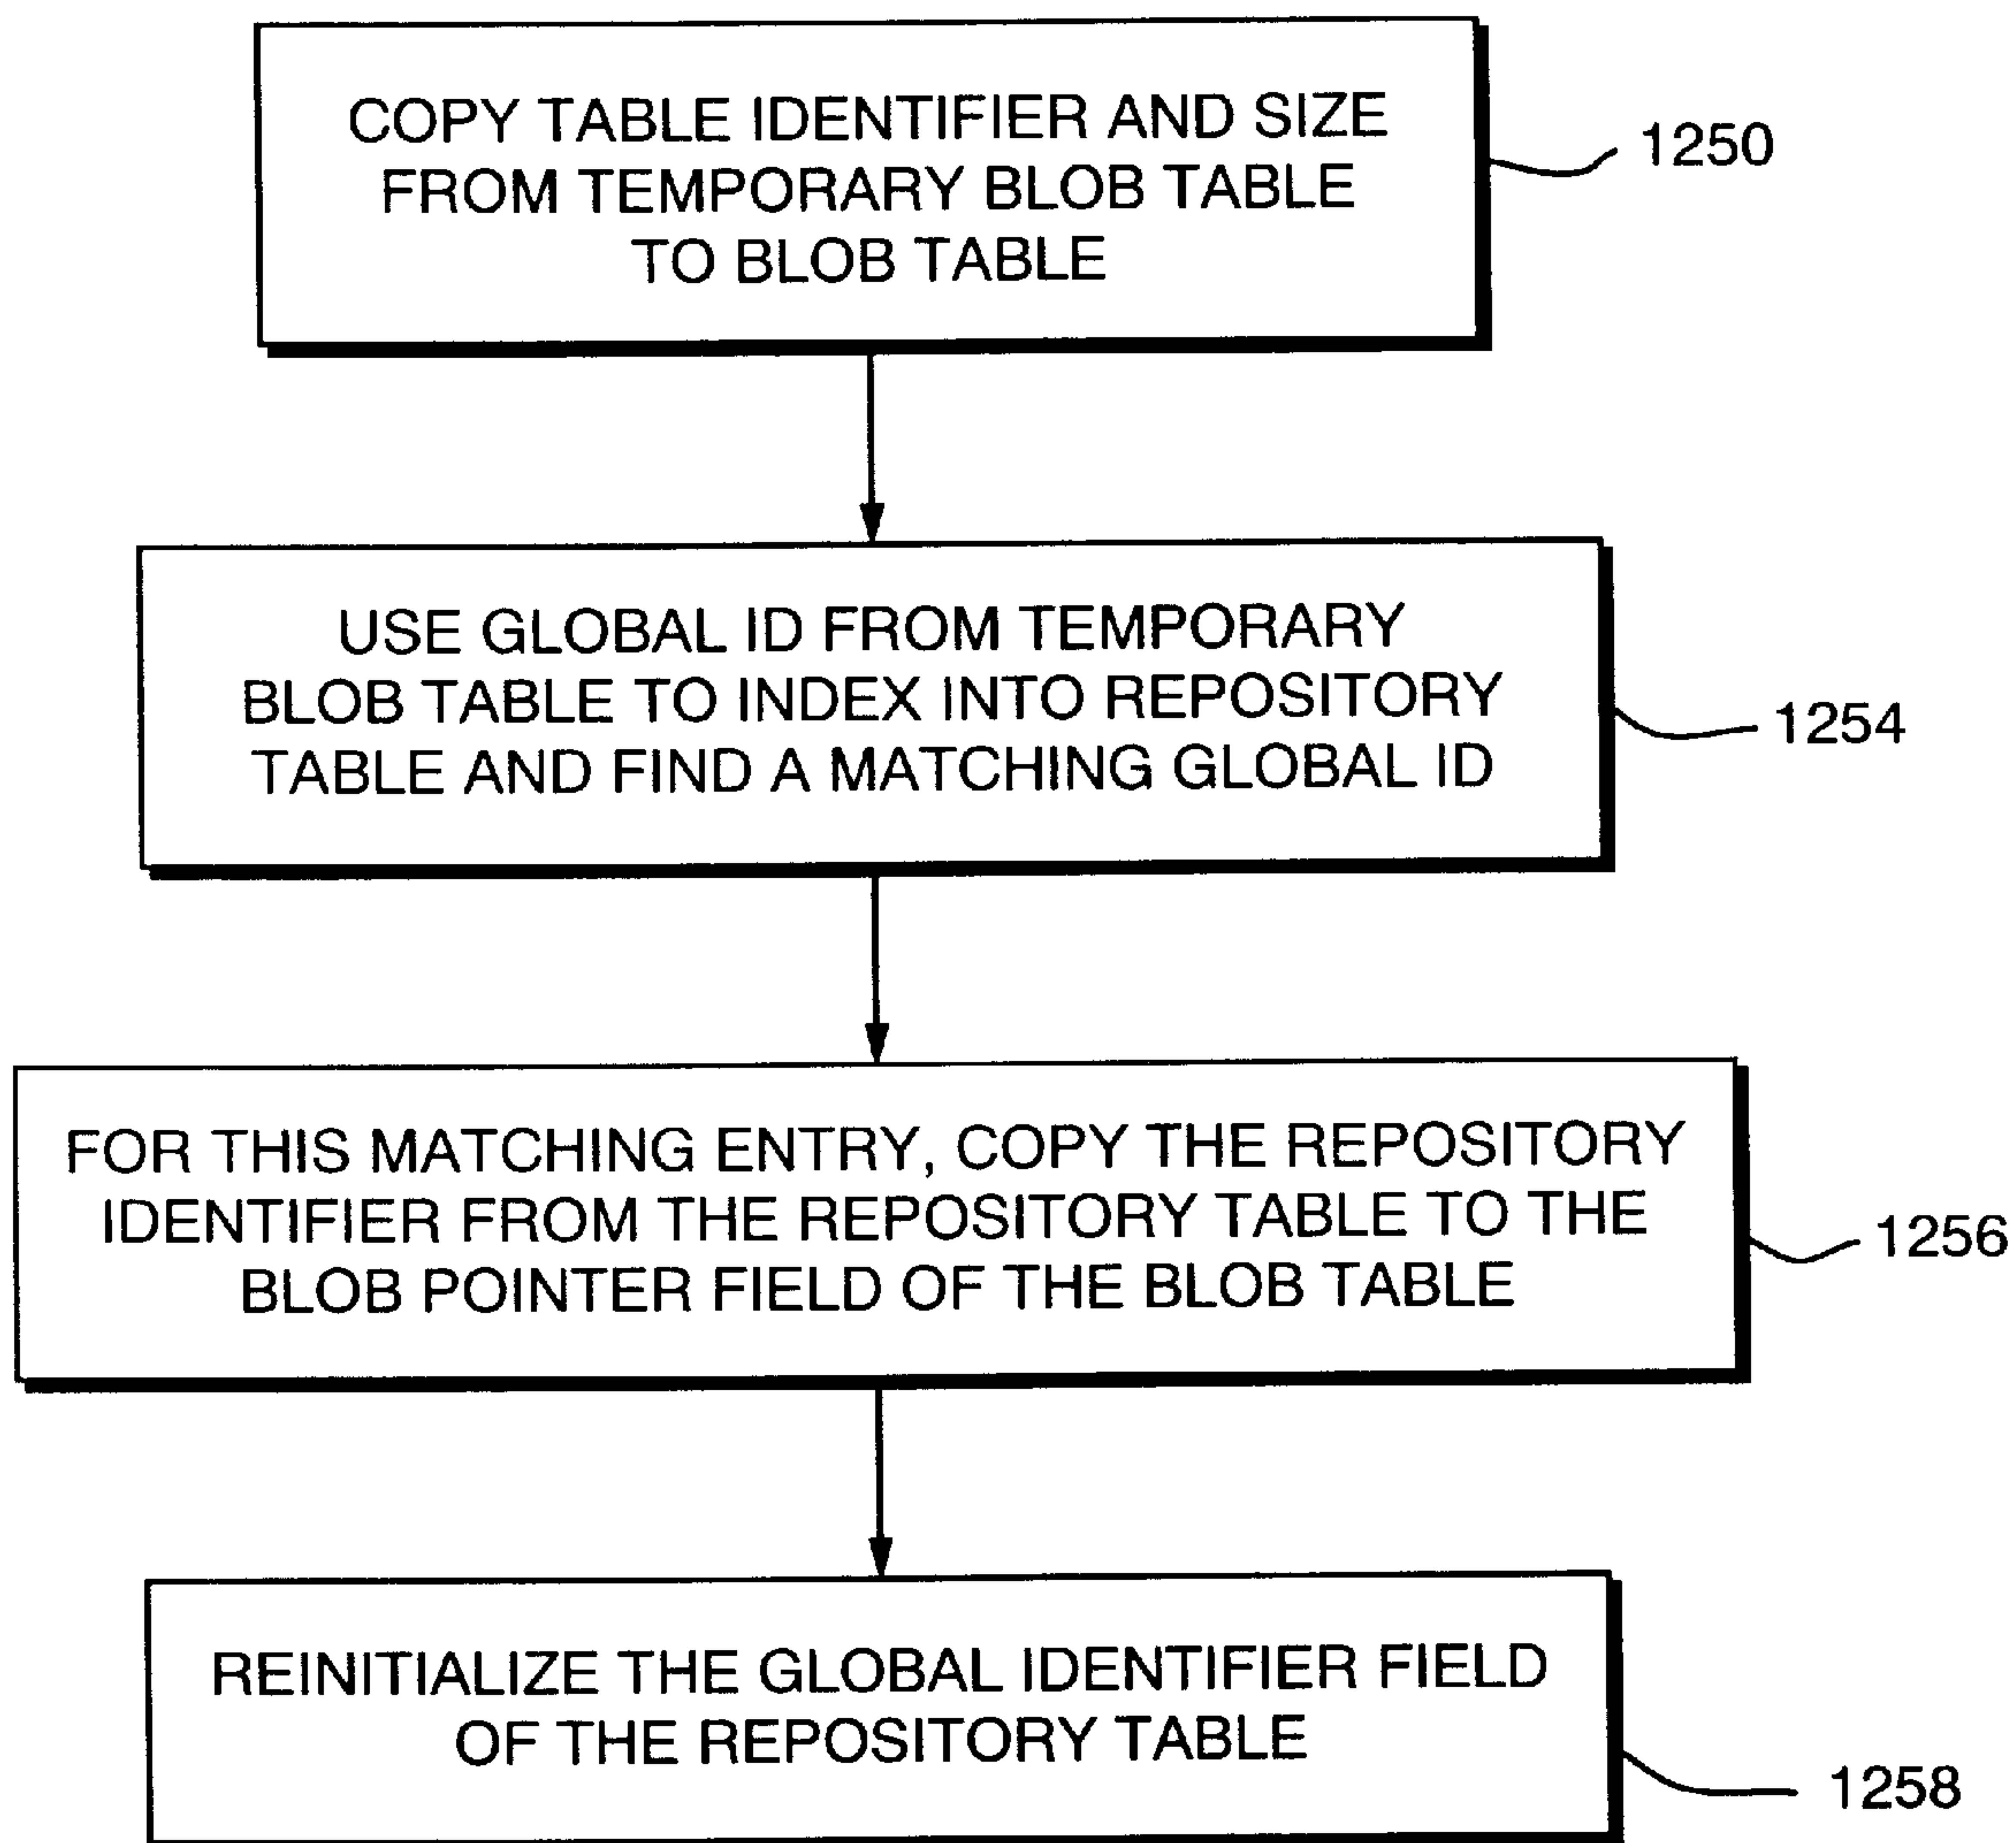 COPY TABLE IDENTIFIER AND SIZE
FROM TEMPORARY BLOB TABLE
TO BLOB TABLE
1250
USE GLOBAL ID FROM TEMPORARY
BLOB TABLE TO INDEX INTO REPOSITORY
TABLE AND FIND A MATCHING GLOBAL ID
1254
FOR THIS MATCHING ENTRY, COPY THE REPOSITORY
IDENTIFIER FROM THE REPOSITORY TABLE TO THE
BLOB POINTER FIELD OF THE BLOB TABLE
1256
REINITIALIZE THE GLOBAL IDENTIFIER FIELD
OF THE REPOSITORY TABLE
1258